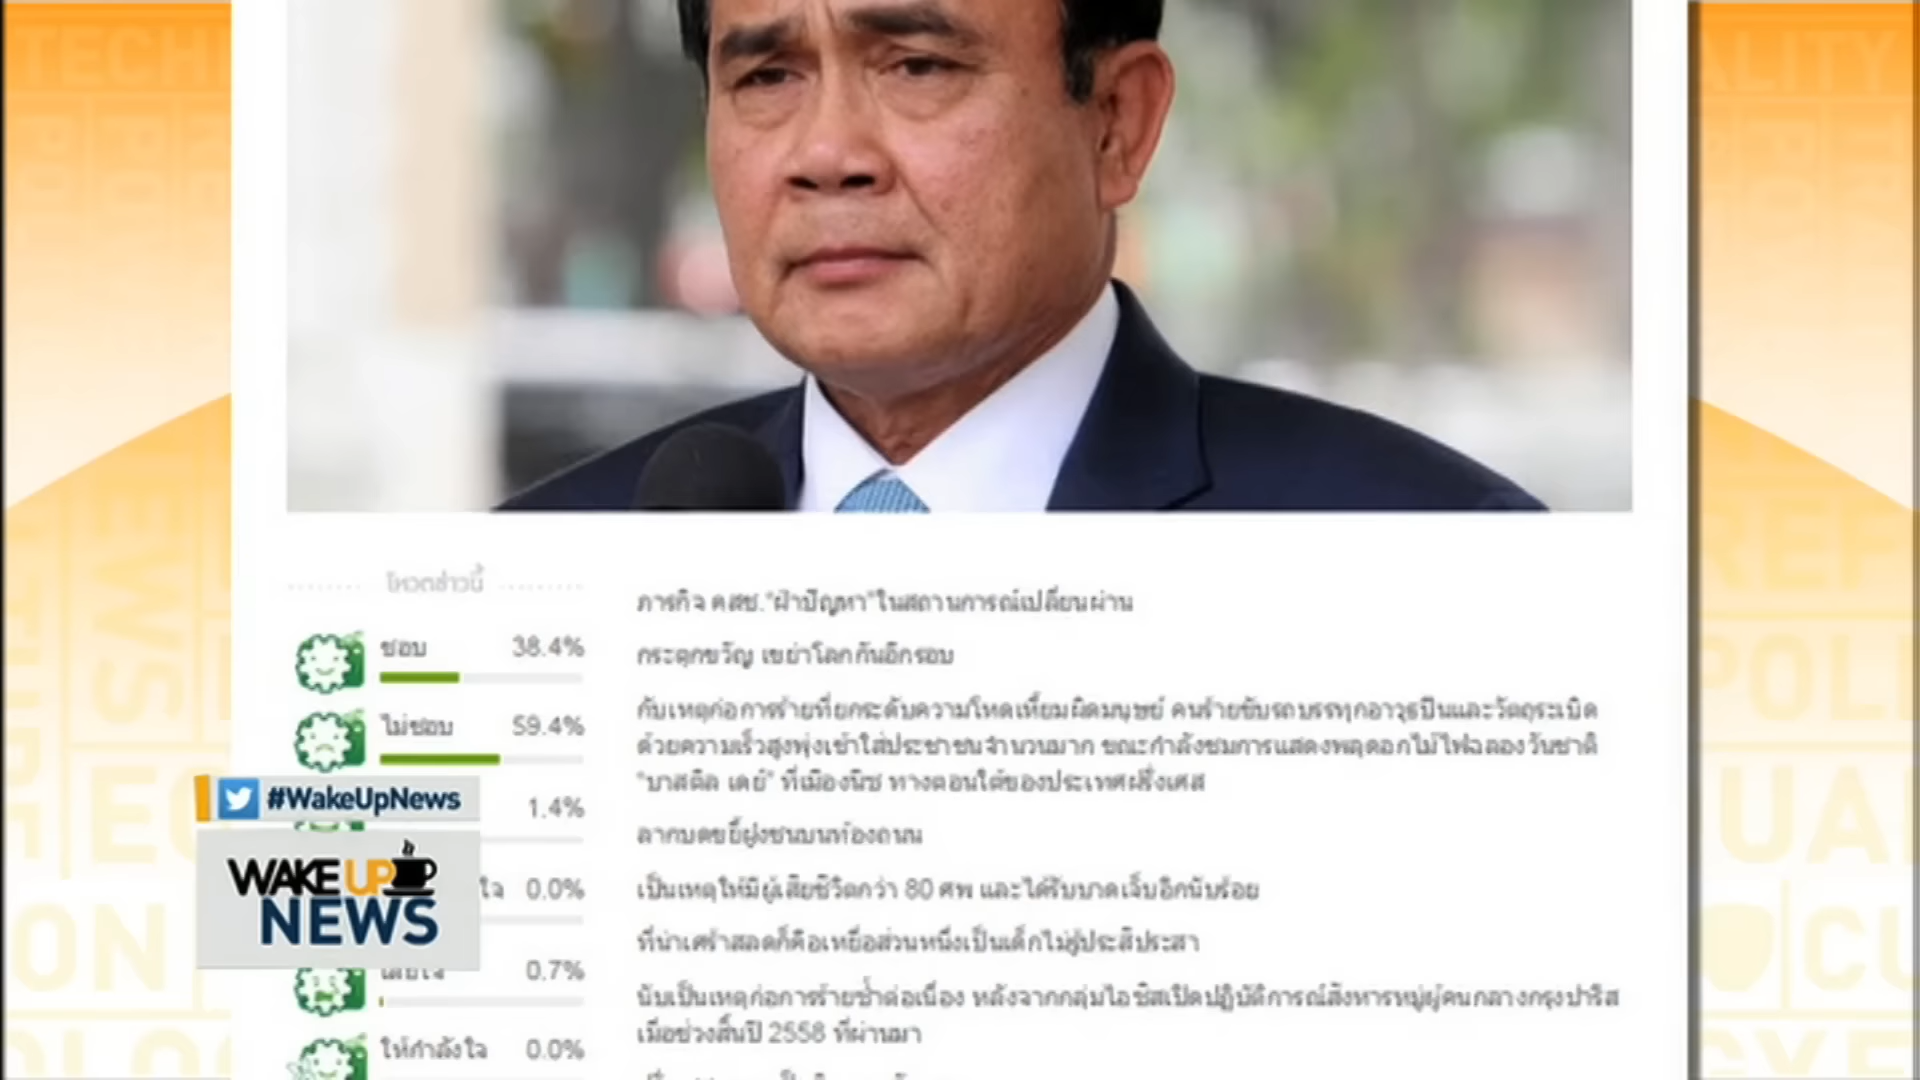 โหวตข่าวนี้
ชอบ 38.4%
ไม่ชอบ 59.4%
1.4%
ใจ 0.0%
0.7%
ให้กำลังใจ 0.0%
ภารกิจ คสช."ฝ่าปัญหา"ในสถานการณ์เปลี่ยนผ่าน
กระตุกขวัญ เขย่าโลกกันอีกรอบ
กับเหตุก่อการร้ายที่ยกระดับความโหดเหี้ยมผิดมนุษย์ คนร้ายขับรถบรรทุกอาวุธปืนและวัตถุระเบิด
ด้วยความเร็วสูงพุ่งเข้าใส่ประชาชนจำนวนมาก ขณะกำลังชมการแสดงพลุดอกไม้ไฟฉลองวันชาติ
"บาสติล เดย์" ที่เมืองนีซ ทางตอนใต้ของประเทศฝรั่งเศส
ลากบดขยี้ฝูงชนบนท้องถนน
เป็นเหตุให้มีผู้เสียชีวิตกว่า 80 ศพ และได้รับบาดเจ็บอีกนับร้อย
ที่น่าเศร้าสลดก็คือเหยื่อส่วนหนึ่งเป็นเด็กไม่รู้ประสีประสา
นับเป็นเหตุก่อการร้ายซ้ำต่อเนื่อง หลังจากกลุ่มไอซิสเปิดปฏิบัติการณ์สังหารหมู่ผู้คนกลางกรุงปารีส
เมื่อช่วงสิ้นปี 2558 ที่ผ่านมา
#WakeUpNews
WAKE UP
NEWS